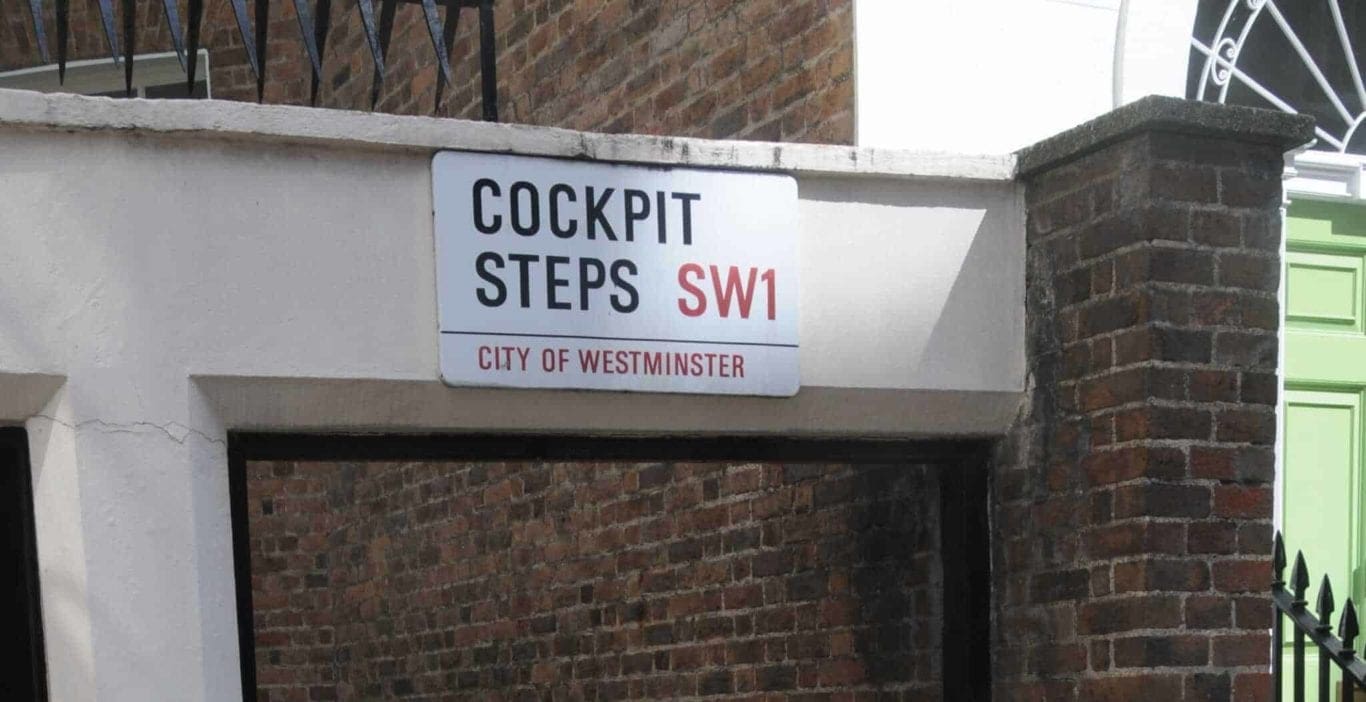 COCKPIT
STEPS SW1
CITY OF WESTMINSTER